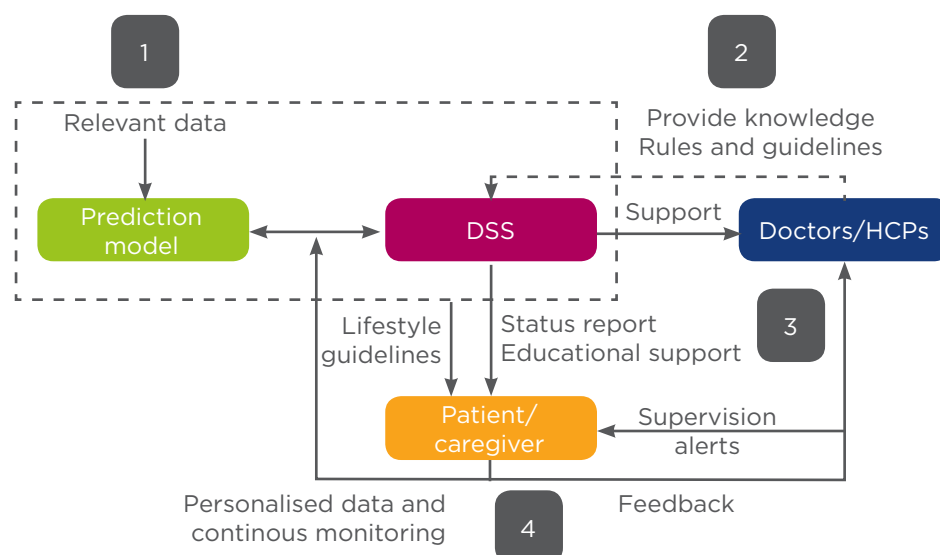 1
2
Relevant data
Provide knowledge
Rules and guidelines
Prediction
model
DSS
Support
Doctors/HCPs
3
Lifestyle
guidelines
Status report
Educational support
Patient/
caregiver
Supervision
alerts
Personalised data and
continous monitoring
4
Feedback